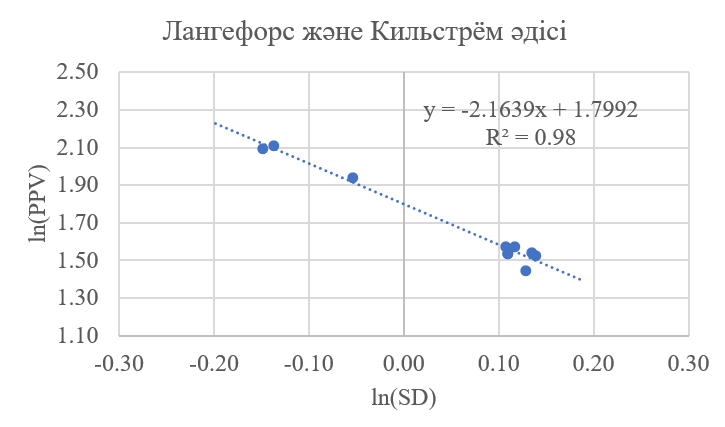 Лангефорс және Кильстрём әдісі
2.50
2.30
2.10
1.90
1.70
1.50
1.30
1.10
y = -2.1639x + 1.7992
R² = 0.98
ln(PPV)
-0.30 -0.20 -0.10 0.00 0.10 0.20 0.30
ln(SD)